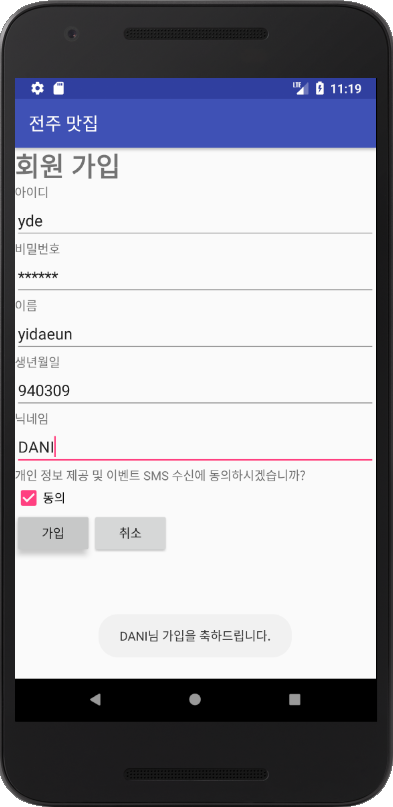 LTE 11:19
전주 맛집
회원 가입
아이디
yde
비밀번호
******
이름
yidaeun
생년월일
940309
닉네임
DANI
개인 정보 제공 및 이벤트 SMS 수신에 동의하시겠습니까?
동의
가입 취소
DANI님 가입을 축하드립니다.